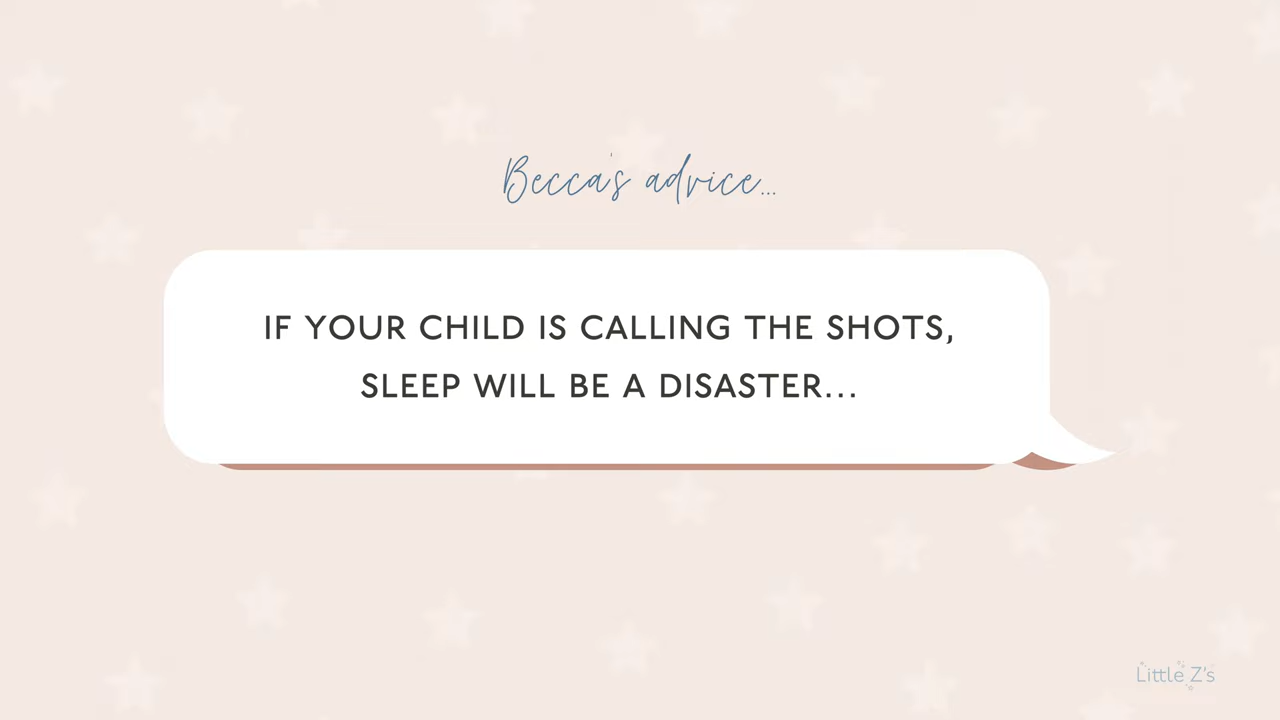 Becca's advice...
IF YOUR CHILD IS CALLING THE SHOTS,
SLEEP WILL BE A DISASTER...
Little Z's